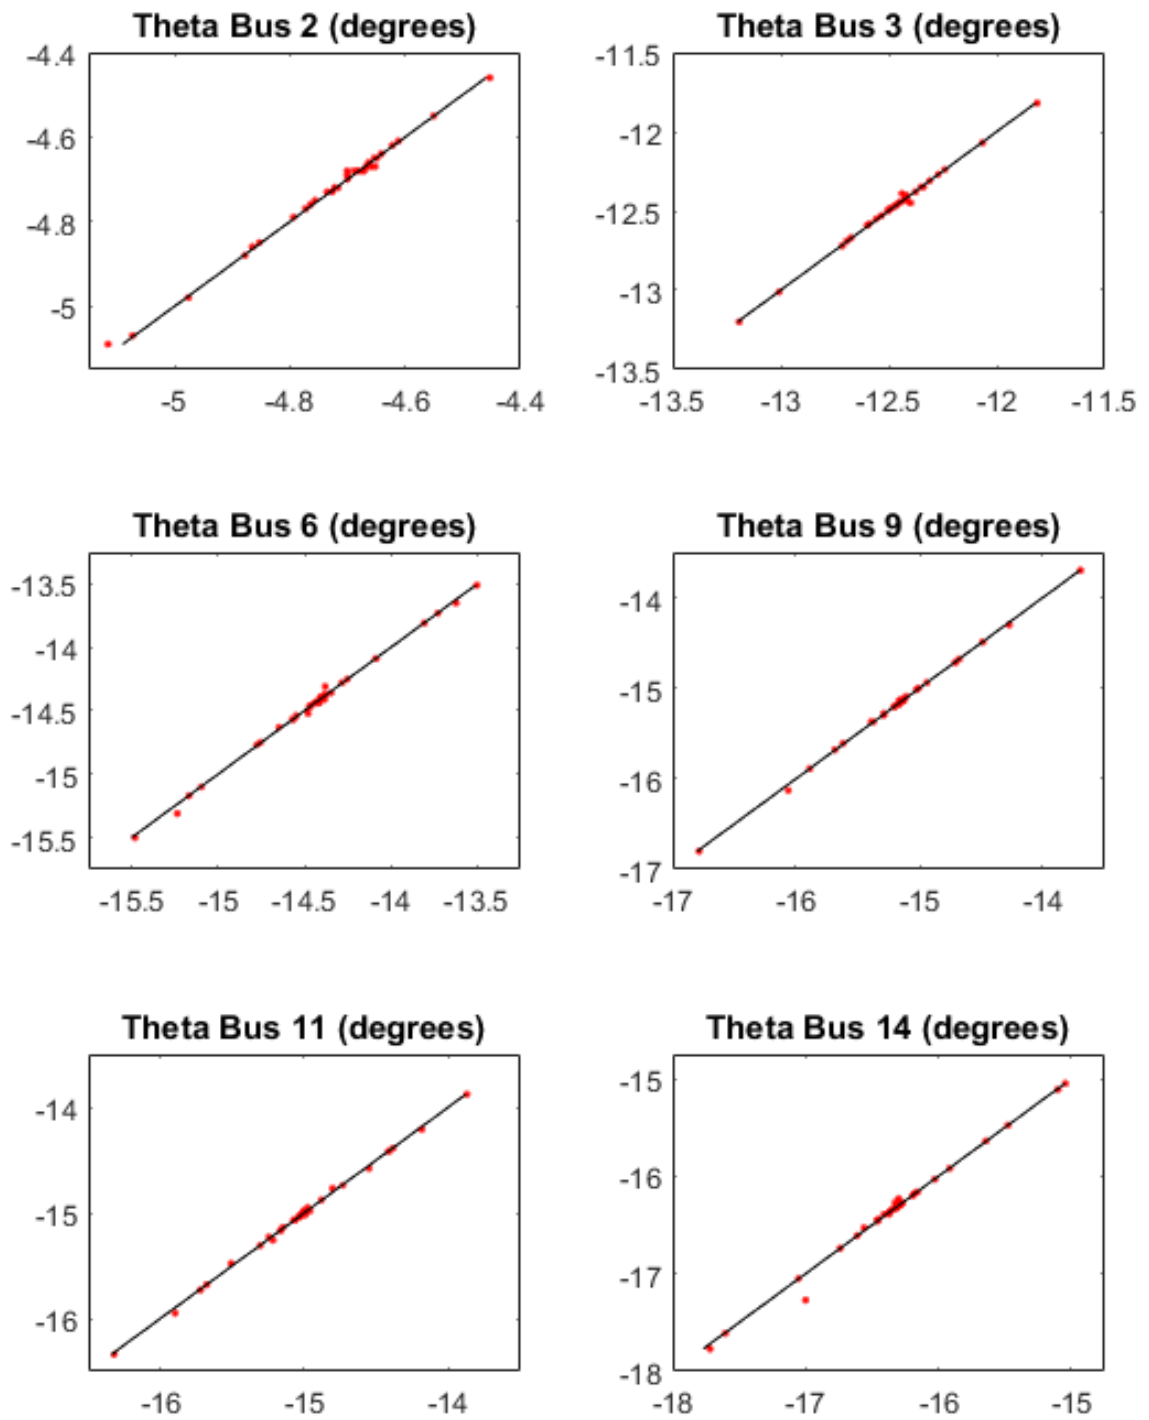 Theta Bus 2 (degrees)
-4.4
-4.6
-4.8
-5
-5 -4.8 -4.6 -4.4
Theta Bus 3 (degrees)
-11.5
-12
-12.5
-13
-13.5
-13.5 -13 -12.5 -12 -11.5
Theta Bus 6 (degrees)
-13.5
-14
-14.5
-15
-15.5
-15.5 -15 -14.5 -14 -13.5
Theta Bus 9 (degrees)
-14
-15
-16
-17
-17 -16 -15 -14
Theta Bus 11 (degrees)
-14
-15
-16
-16 -15 -14
Theta Bus 14 (degrees)
-15
-16
-17
-18
-18 -17 -16 -15